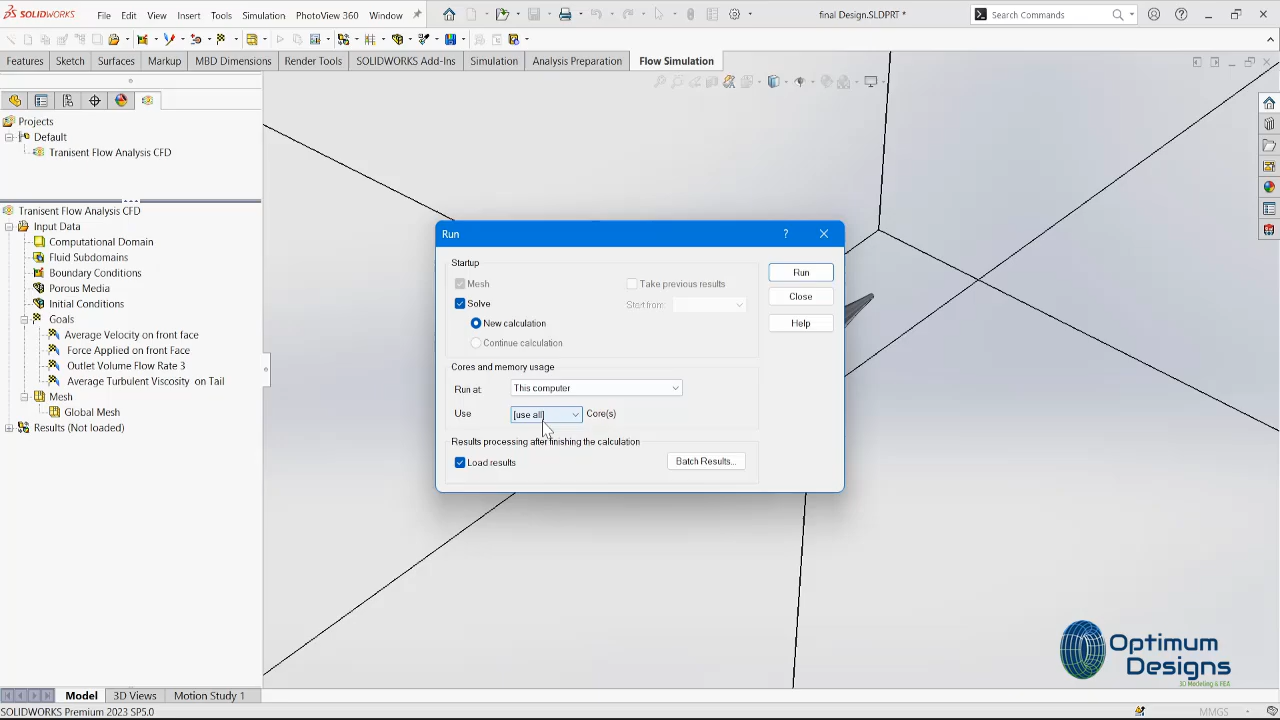 SOLIDWORKS File Edit View Insert Tools Simulation PhotoView 360 Window final Design.SLDPRT * Search Commands
Features Sketch Surfaces Markup MBD Dimensions Render Tools SOLIDWORKS Add-Ins Simulation Analysis Preparation Flow Simulation
Projects
Default
Transisent Flow Analysis CFD
Transisent Flow Analysis CFD
Input Data
Computational Domain
Fluid Subdomains
Boundary Conditions
Porous Media
Initial Conditions
Goals
Average Velocity on front face
Force Applied on front Face
Outlet Volume Flow Rate 3
Average Turbulent Viscosity on Tail
Mesh
Global Mesh
Results (Not loaded)
Run
?
Startup
Mesh
Take previous results
Solve
Start from:
New calculation
Continue calculation
Run
Close
Help
Cores and memory usage
Run at: This computer
Use [use all] Core(s)
Results processing after finishing the calculation
Load results
Batch Results...
Optimum
Designs
3D Modeling & FEA
Model 3D Views Motion Study 1
SOLIDWORKS Premium 2023 SP5.0
MMGS